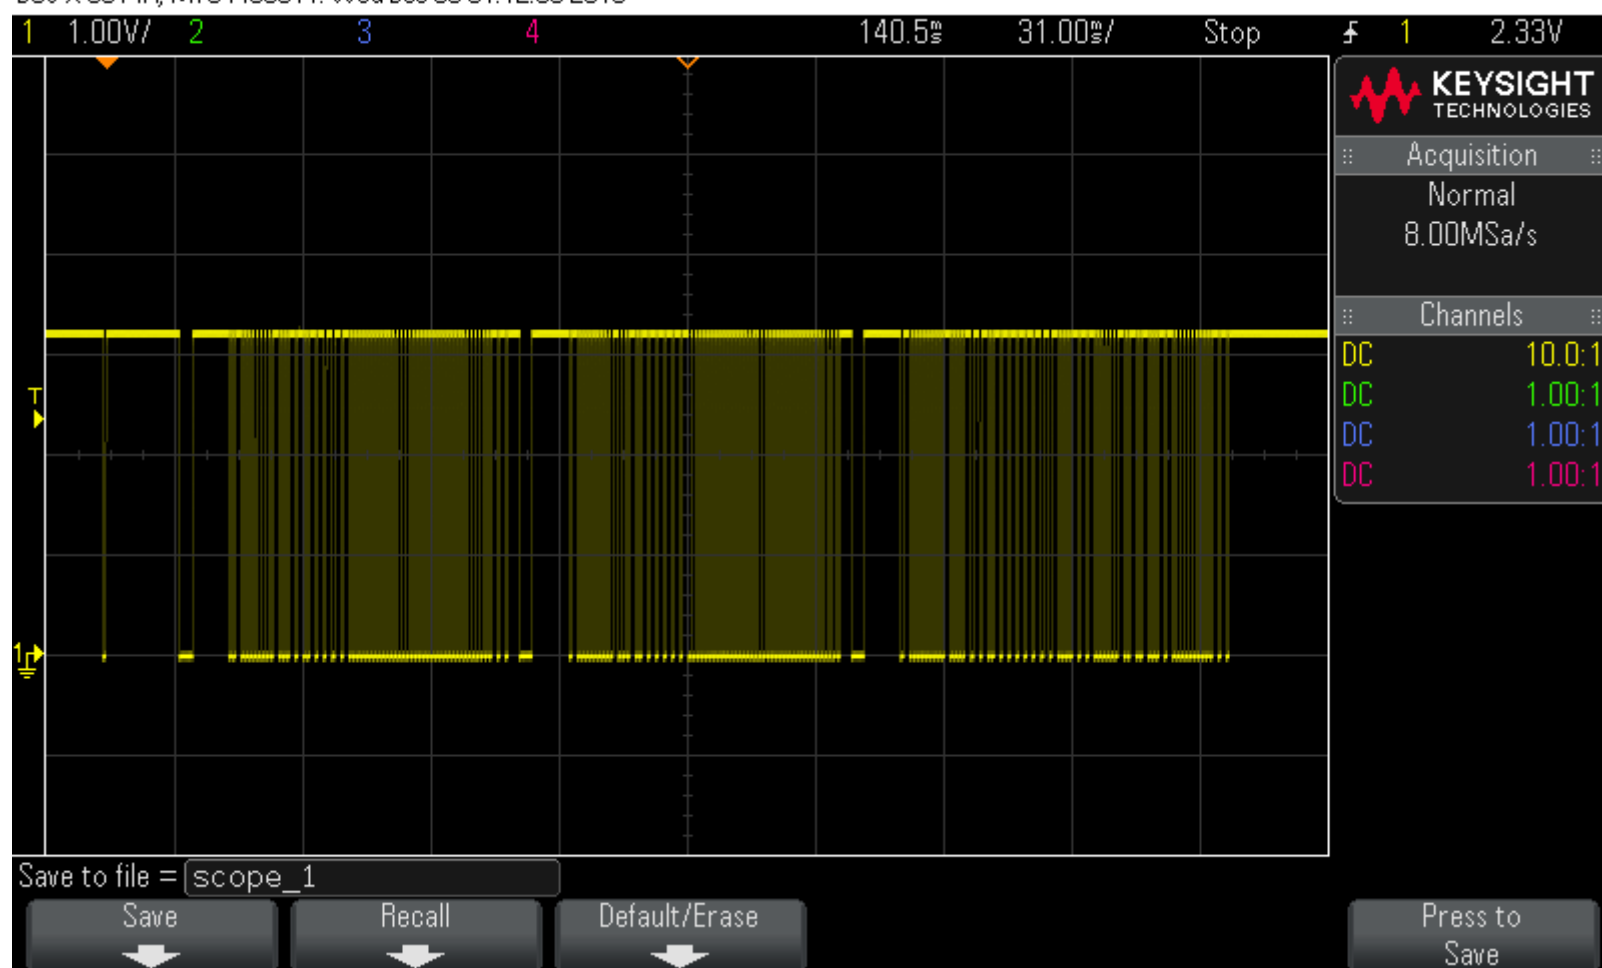 1 1.00V/ 2 3 4 140.5ms 31.00ms/ Stop 1 2.33V
KEYSIGHT
TECHNOLOGIES
Acquisition
Normal
8.00MSa/s
Channels
DC 10.0:1
DC 1.00:1
DC 1.00:1
DC 1.00:1
T
1
Save to file = scope_1
Save Recall Default/Erase Press to
Save